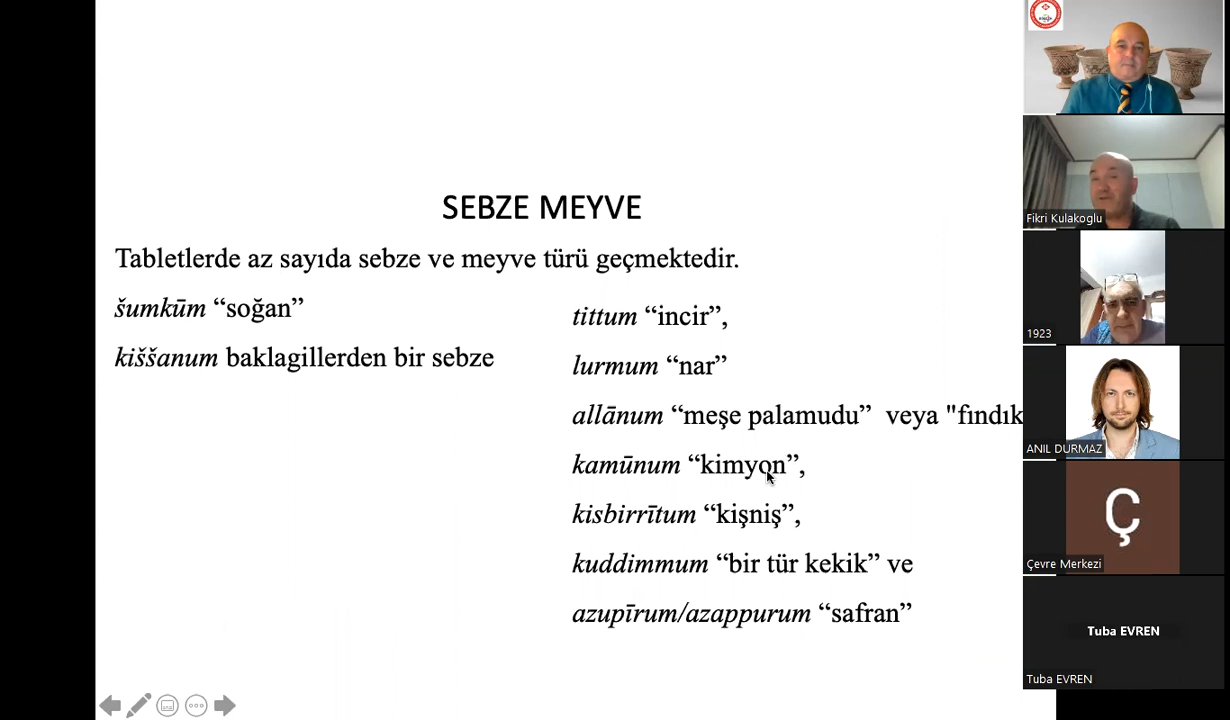 SEBZE MEYVE
Tabletlerde az sayıda sebze ve meyve türü geçmektedir.
šumkūm “soğan”
kiššanum baklagillerden bir sebze
tittum “incir”,
lurmum “nar”
allānum “meşe palamudu” veya "fındık
kamūnum “kimyon”,
kisbirrītum “kişniş”,
kuddimmum “bir tür kekik” ve
azupīrum/azappurum “safran”
Fikri Kulakoglu
1923
ANIL DURMAZ
Ç
Çevre Merkezi
Tuba EVREN
Tuba EVREN